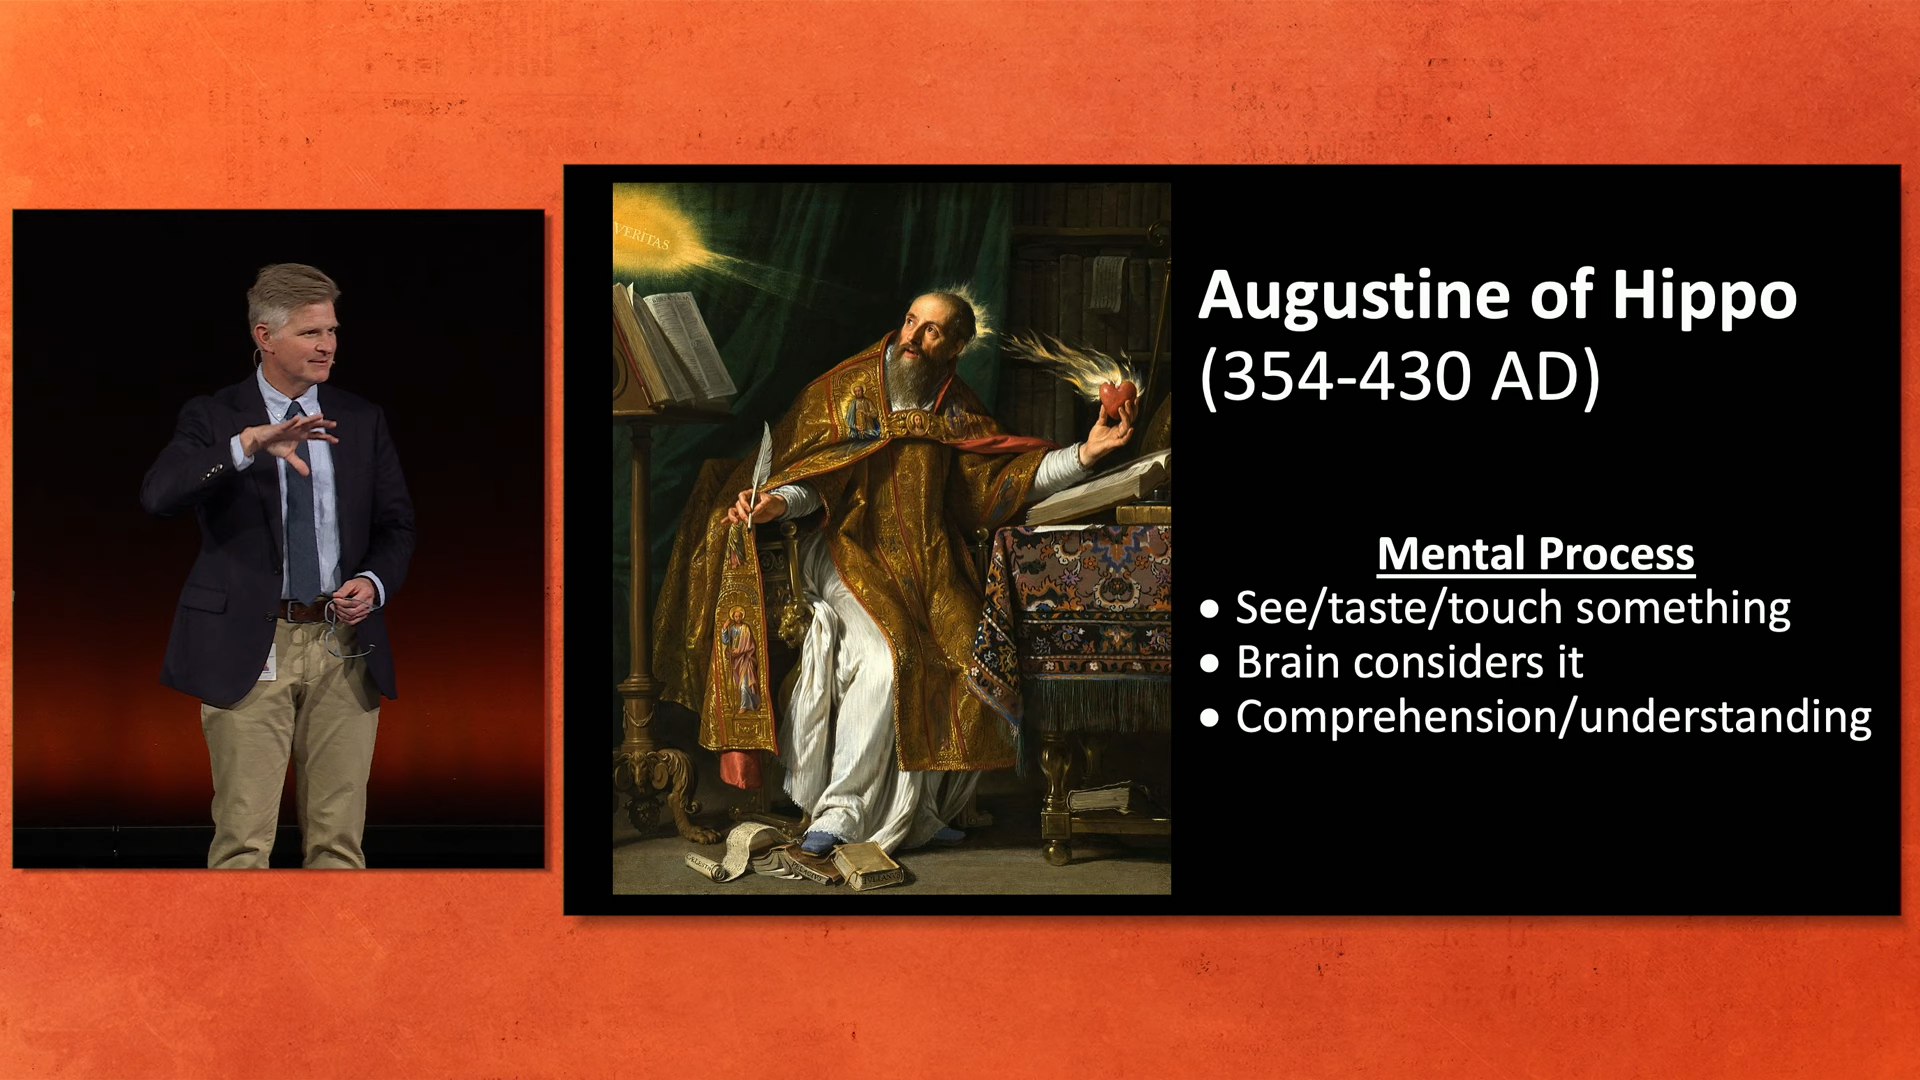 VERITAS
Augustine of Hippo
(354-430 AD)
Mental Process
• See/taste/touch something
• Brain considers it
• Comprehension/understanding